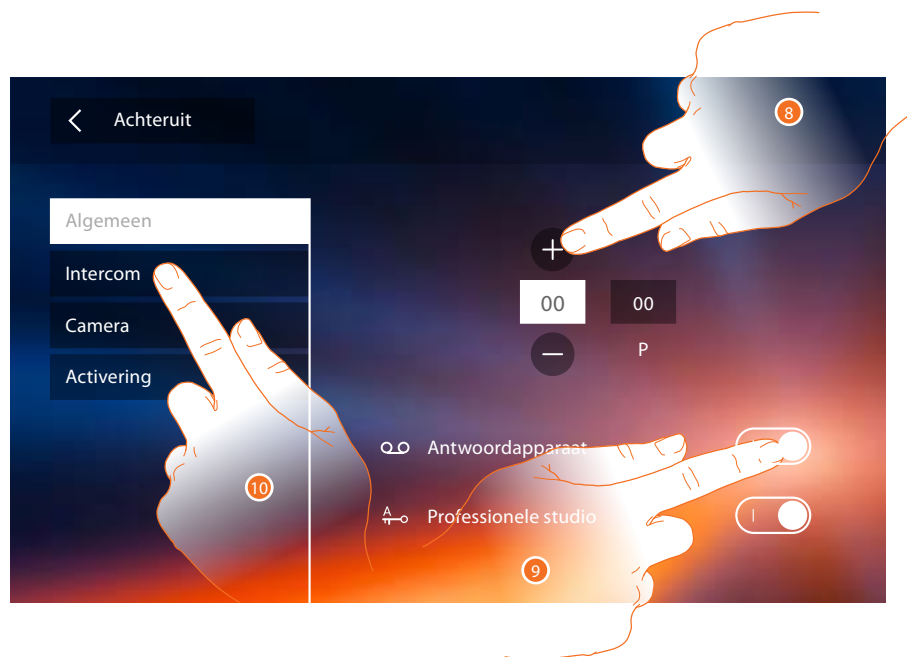 8
Achteruit
Algemeen
Intercom
Camera
Activering
00 00
P
Antwoordapparaat
A
Professionele studio
10
9